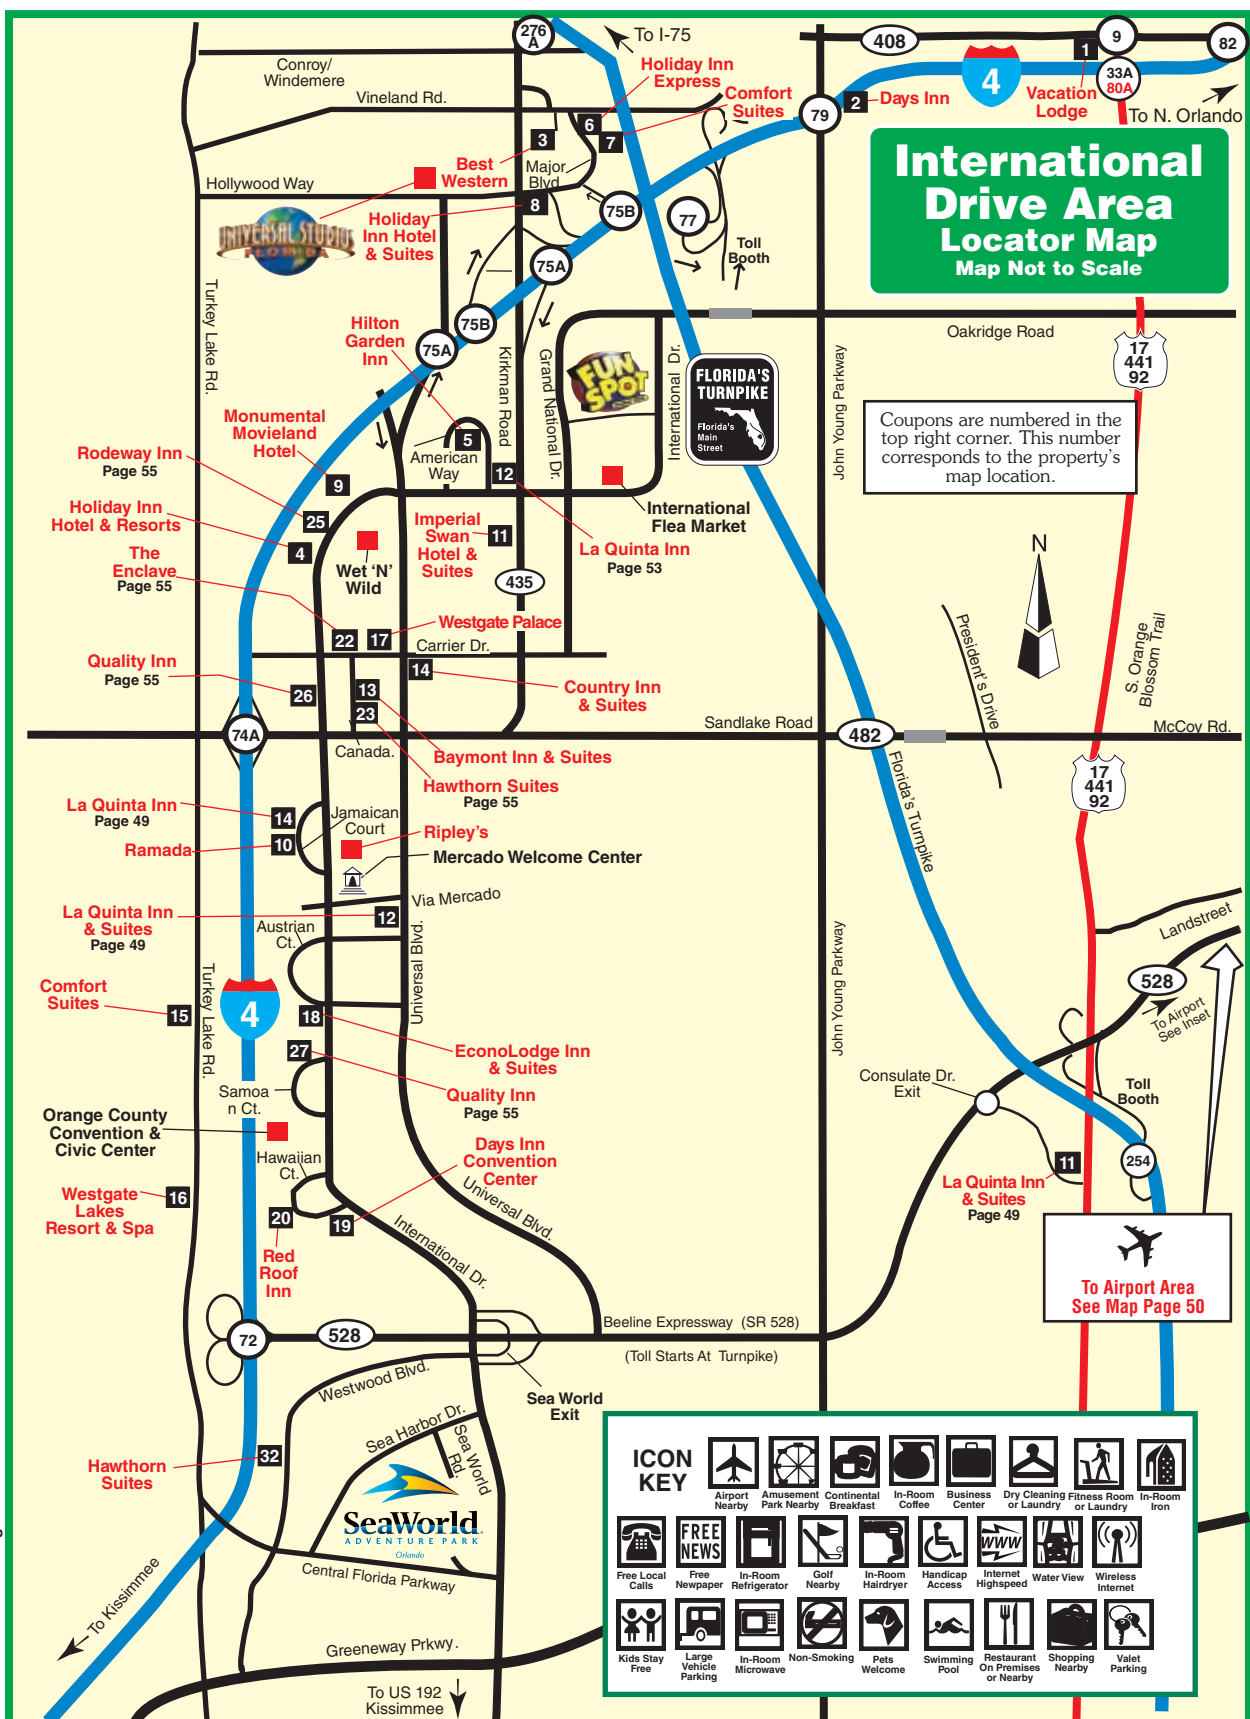 276
A
To I-75
408
9
82
Conroy/
Windemere
Holiday Inn
Express
1
4
33A
80A
Vacation
Lodge
Vineland Rd.
Comfort
Suites
79
2
Days Inn
To N. Orlando
6
7
3
Best
Western
Major
Blvd.
International
Drive Area
Locator Map
Map Not to Scale
Hollywood Way
8
75B
77
UNIVERSAL STUDIOS
FLORIDA
Holiday
Inn Hotel
& Suites
Toll
Booth
75A
Turkey Lake Rd.
75B
Hilton
Garden
Inn
75A
Kirkman Road
Grand National Dr.
FUN
SPOT
International Dr.
FLORIDA'S
TURNPIKE
Florida's
Main
Street
John Young Parkway
Oakridge Road
17
441
92
Coupons are numbered in the
top right corner. This number
corresponds to the property's
map location.
Monumental
Movieland
Hotel
Rodeway Inn
Page 55
5
American
Way
12
9
Holiday Inn
Hotel & Resorts
25
International
Flea Market
Imperial
Swan
Hotel &
Suites
11
4
La Quinta Inn
Page 53
The
Enclave
Page 55
Wet ‘N’
Wild
435
N
22
17
Westgate Palace
Carrier Dr.
President's Drive
S. Orange
Blossom Trail
Quality Inn
Page 55
26
13
14
Country Inn
& Suites
23
74A
Sandlake Road
482
McCoy Rd.
Canada.
Baymont Inn & Suites
Hawthorn Suites
Page 55
Florida's Turnpike
17
441
92
La Quinta Inn
Page 49
14
Jamaican
Court
Ramada
10
Ripley's
Mercado Welcome Center
Via Mercado
La Quinta Inn
& Suites
Page 49
12
Austrian
Ct.
Universal Blvd.
John Young Parkway
Landstreet
528
To Airport
See Inset
Comfort
Suites
15
Turkey Lake Rd.
4
18
27
EconoLodge Inn
& Suites
Samoa
n Ct.
Quality Inn
Page 55
Consulate Dr.
Exit
Toll
Booth
Orange County
Convention &
Civic Center
Hawaiian
Ct.
Days Inn
Convention
Center
11
254
La Quinta Inn
& Suites
Page 49
Westgate
Lakes
Resort & Spa
16
20
19
Red
Roof
Inn
Universal Blvd.
International Dr.
To Airport Area
See Map Page 50
72
528
Beeline Expressway (SR 528)
(Toll Starts At Turnpike)
Westwood Blvd.
Sea World
Exit
Sea Harbor Dr.
Sea World
Rd.
Hawthorn
Suites
32
SeaWorld
ADVENTURE PARK
Orlando
Central Florida Parkway
To Kissimmee
Greeneway Prkwy.
To US 192
Kissimmee
ICON
KEY
Airport
Nearby
Amusement
Park Nearby
Continental
Breakfast
In-Room
Coffee
Business
Center
Dry Cleaning
or Laundry
Fitness Room
or Laundry
In-Room
Iron
FREE
NEWS
WWW
Free Local
Calls
Free
Newpaper
In-Room
Refrigerator
Golf
Nearby
In-Room
Hairdryer
Handicap
Access
Internet
Highspeed
Water View
Wireless
Internet
Kids Stay
Free
Large
Vehicle
Parking
In-Room
Microwave
Non-Smoking
Pets
Welcome
Swimming
Pool
Restaurant
On Premises
or Nearby
Shopping
Nearby
Valet
Parking